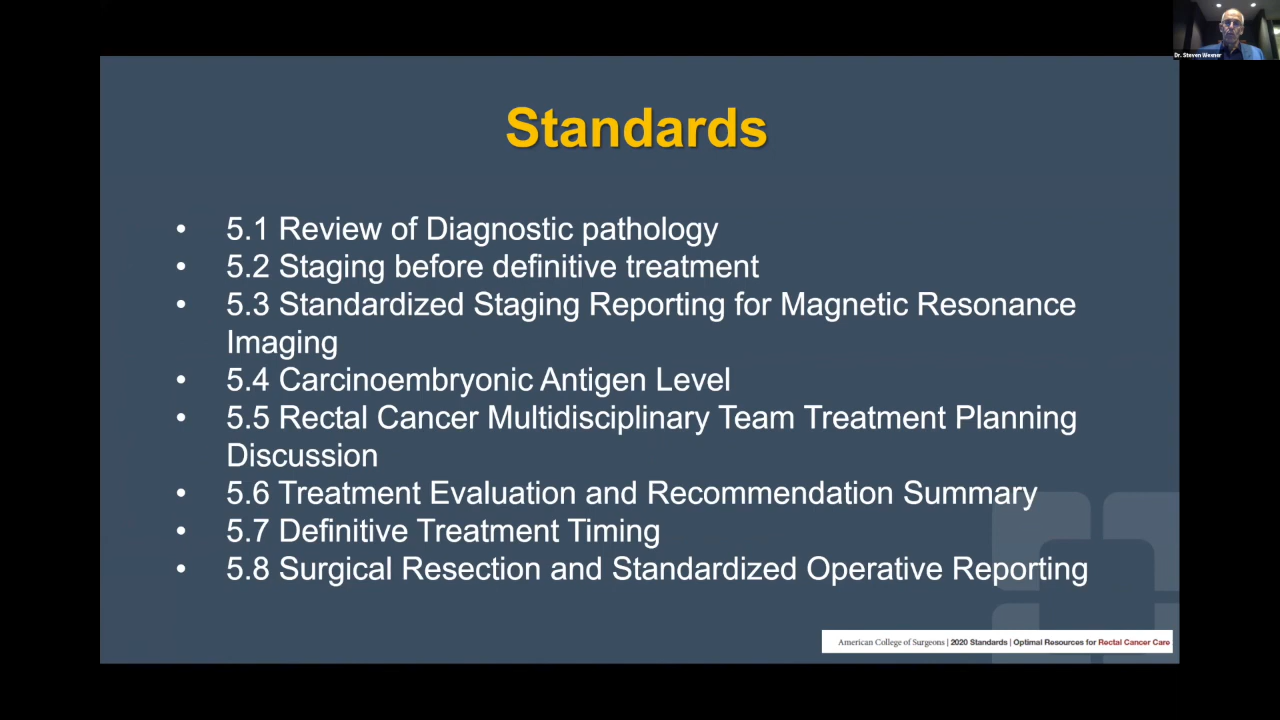 Dr. Steven Wexner
Standards
• 5.1 Review of Diagnostic pathology
• 5.2 Staging before definitive treatment
• 5.3 Standardized Staging Reporting for Magnetic Resonance
Imaging
• 5.4 Carcinoembryonic Antigen Level
• 5.5 Rectal Cancer Multidisciplinary Team Treatment Planning
Discussion
• 5.6 Treatment Evaluation and Recommendation Summary
• 5.7 Definitive Treatment Timing
• 5.8 Surgical Resection and Standardized Operative Reporting
American College of Surgeons | 2020 Standards | Optimal Resources for Rectal Cancer Care